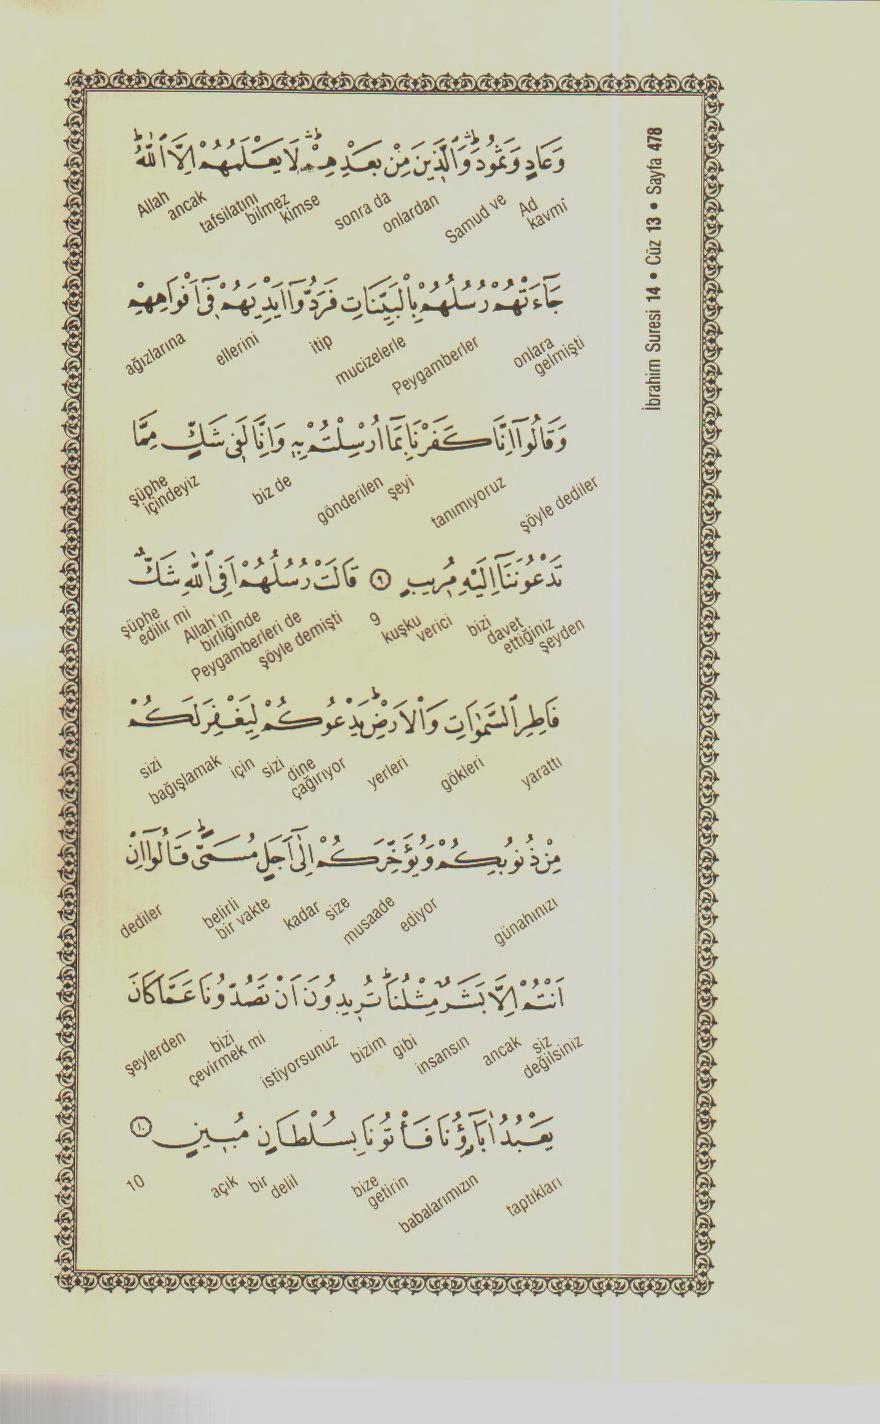 İbrahim Suresi 14 • Cüz 13 • Sayfa 478
وَعَادٍ وَثَمُودَ ۛ وَالَّذِينَ مِنْ بَعْدِهِمْ ۛ لَا يَعْلَمُهُمْ اِلَّا اللّٰهُ ۜ
Ad kavmi Samud ve onlardan sonra da kimse bilmez tafsilatını ancak Allah
جَٓاءَتْهُمْ رُسُلُهُمْ بِالْبَيِّنَاتِ فَرَدُّٓوا اَيْدِيَهُمْ ف۪ٓي اَفْوَاهِهِمْ
onlara gelmişti Peygamberler mucizelerle itip ellerini ağızlarına
وَقَالُٓوا اِنَّا كَفَرْنَا بِمَٓا اُرْسِلْتُمْ بِه۪ وَاِنَّا لَف۪ي شَكٍّ مِمَّا
şöyle dediler tanımıyoruz şeyi gönderilen biz de şüphe içindeyiz
تَدْعُونَنَٓا اِلَيْهِ مُر۪يبٍ ﴿٩﴾ قَالَتْ رُسُلُهُمْ اَفِي اللّٰهِ شَكٌّ
şeyden davet ettiğiniz bizi kuşku verici 9 Peygamberleri de şöyle demişti Allah'ın birliğinde şüphe edilir mi
فَاطِرِ السَّمٰوَاتِ وَالْاَرْضِ ۜ يَدْعُوكُمْ لِيَغْفِرَ لَكُمْ
yarattı gökleri yerleri dine çağırıyor sizi için bağışlamak sizi
مِنْ ذُنُوبِكُمْ وَيُؤَخِّرَكُمْ اِلٰٓى اَجَلٍ مُسَمًّى ۜ قَالُٓوا اِنْ
günahınızı ediyor musaade size kadar belirli bir vakte dediler
اَنْتُمْ اِلَّا بَشَرٌ مِثْلُنَا ۜ تُر۪يدُونَ اَنْ تَصُدُّونَا عَمَّا كَانَ
siz değilsiniz ancak insansın gibi bizim istiyorsunuz bizi çevirmek mi şeylerden
يَعْبُدُ اٰبَٓاؤُ۬نَا فَأْتُونَا بِسُلْطَانٍ مُب۪ينٍ ﴿١٠﴾
taptıkları babalarımızın bize getirin delil bir açık 10